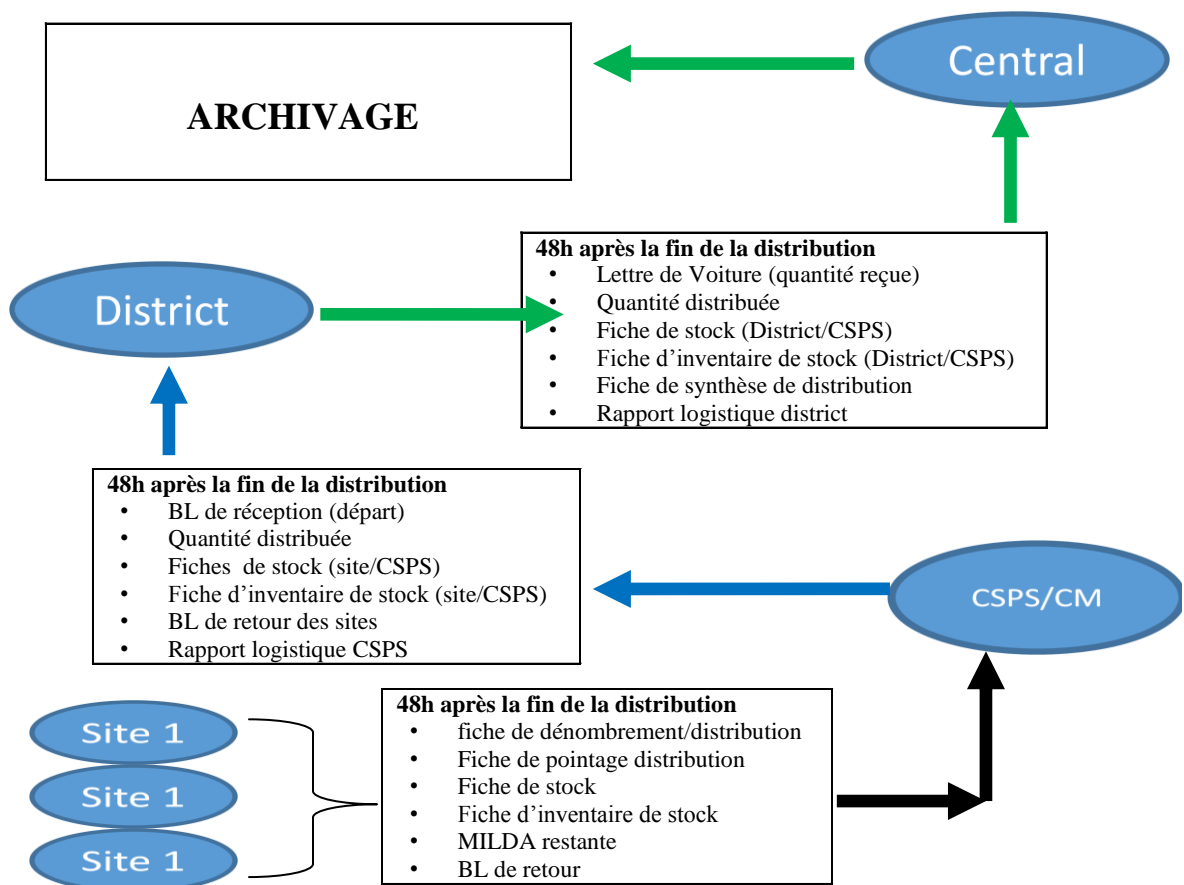 Central
ARCHIVAGE
48h après la fin de la distribution
• Lettre de Voiture (quantité reçue)
• Quantité distribuée
• Fiche de stock (District/CSPS)
• Fiche d’inventaire de stock (District/CSPS)
• Fiche de synthèse de distribution
• Rapport logistique district
District
48h après la fin de la distribution
• BL de réception (départ)
• Quantité distribuée
• Fiches de stock (site/CSPS)
• Fiche d’inventaire de stock (site/CSPS)
• BL de retour des sites
• Rapport logistique CSPS
CSPS/CM
Site 1
Site 1
Site 1
48h après la fin de la distribution
• fiche de dénombrement/distribution
• Fiche de pointage distribution
• Fiche de stock
• Fiche d’inventaire de stock
• MILDA restante
• BL de retour